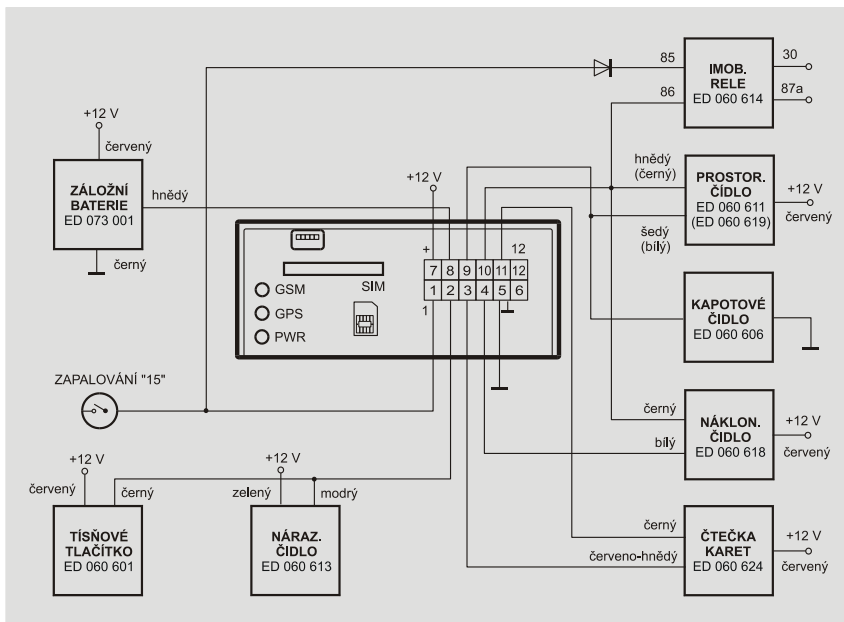 85
IMOB.
RELE
ED 060 614
30
86
87a
+12 V
červený
ZÁLOŽNÍ
BATERIE
ED 073 001
hnědý
černý
+12 V
hnědý
(černý)
PROSTOR.
ČÍDLO
ED 060 611
(ED 060 619)
+12 V
červený
šedý
(bílý)
+
12
7 8 9 10 11 12
1 2 3 4 5 6
1
GSM
SIM
GPS
PWR
KAPOTOVÉ
ČIDLO
ED 060 606
ZAPALOVÁNÍ "15"
černý
bílý
NÁKLON.
ČIDLO
ED 060 618
+12 V
červený
+12 V
červený
černý
TÍSŇOVÉ
TLAČÍTKO
ED 060 601
+12 V
zelený
modrý
NÁRAZ.
ČIDLO
ED 060 613
černý
červeno-hnědý
ČTEČKA
KARET
ED 060 624
+12 V
červený